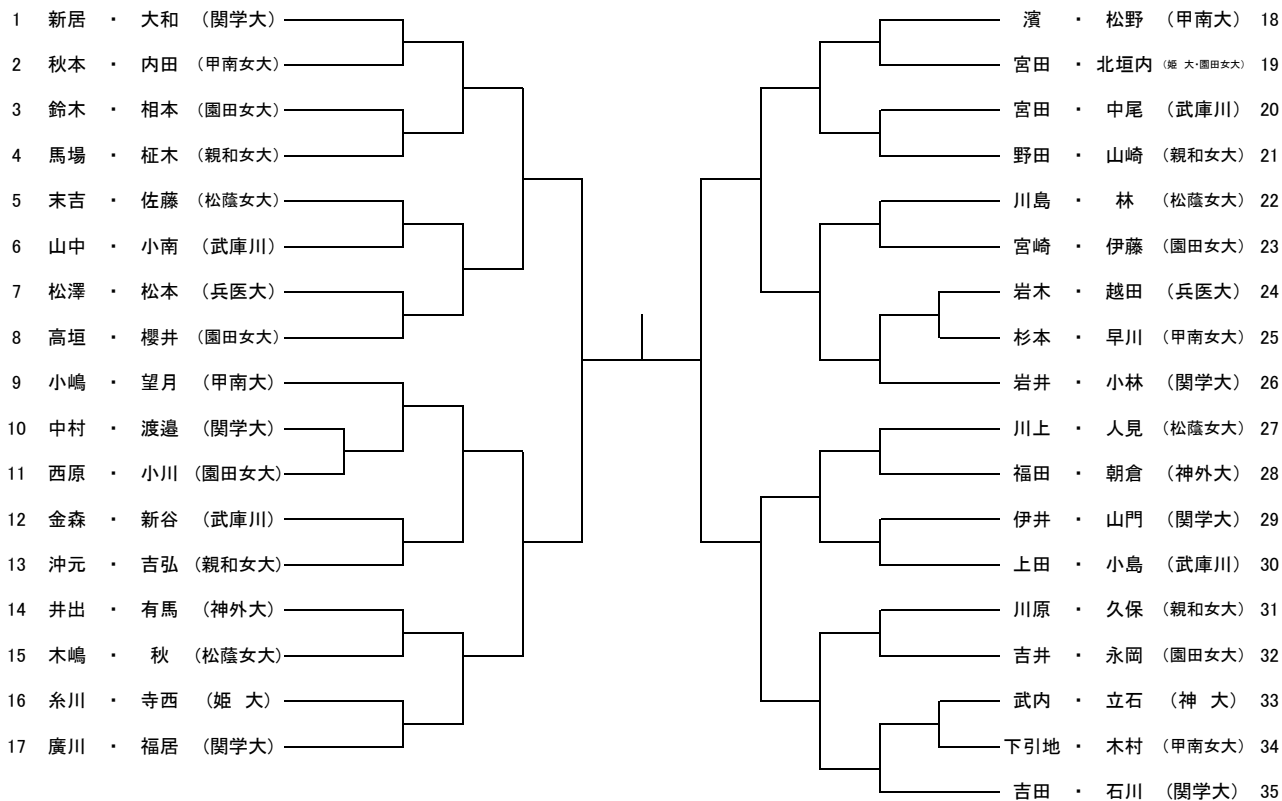 1 新居 ・ 大和 (関学大)
2 秋本 ・ 内田 (甲南女大)
3 鈴木 ・ 相本 (園田女大)
4 馬場 ・ 柾木 (親和女大)
5 末吉 ・ 佐藤 (松蔭女大)
6 山中 ・ 小南 (武庫川)
7 松澤 ・ 松本 (兵医大)
8 高垣 ・ 櫻井 (園田女大)
9 小嶋 ・ 望月 (甲南大)
10 中村 ・ 渡邉 (関学大)
11 西原 ・ 小川 (園田女大)
12 金森 ・ 新谷 (武庫川)
13 沖元 ・ 吉弘 (親和女大)
14 井出 ・ 有馬 (神外大)
15 木嶋 ・ 秋 (松蔭女大)
16 糸川 ・ 寺西 (姫 大)
17 廣川 ・ 福居 (関学大)
濱 ・ 松野 (甲南大) 18
宮田 ・ 北垣内 (姫 大・園田女大) 19
宮田 ・ 中尾 (武庫川) 20
野田 ・ 山崎 (親和女大) 21
川島 ・ 林 (松蔭女大) 22
宮崎 ・ 伊藤 (園田女大) 23
岩木 ・ 越田 (兵医大) 24
杉本 ・ 早川 (甲南女大) 25
岩井 ・ 小林 (関学大) 26
川上 ・ 人見 (松蔭女大) 27
福田 ・ 朝倉 (神外大) 28
伊井 ・ 山門 (関学大) 29
上田 ・ 小島 (武庫川) 30
川原 ・ 久保 (親和女大) 31
吉井 ・ 永岡 (園田女大) 32
武内 ・ 立石 (神 大) 33
下引地 ・ 木村 (甲南女大) 34
吉田 ・ 石川 (関学大) 35